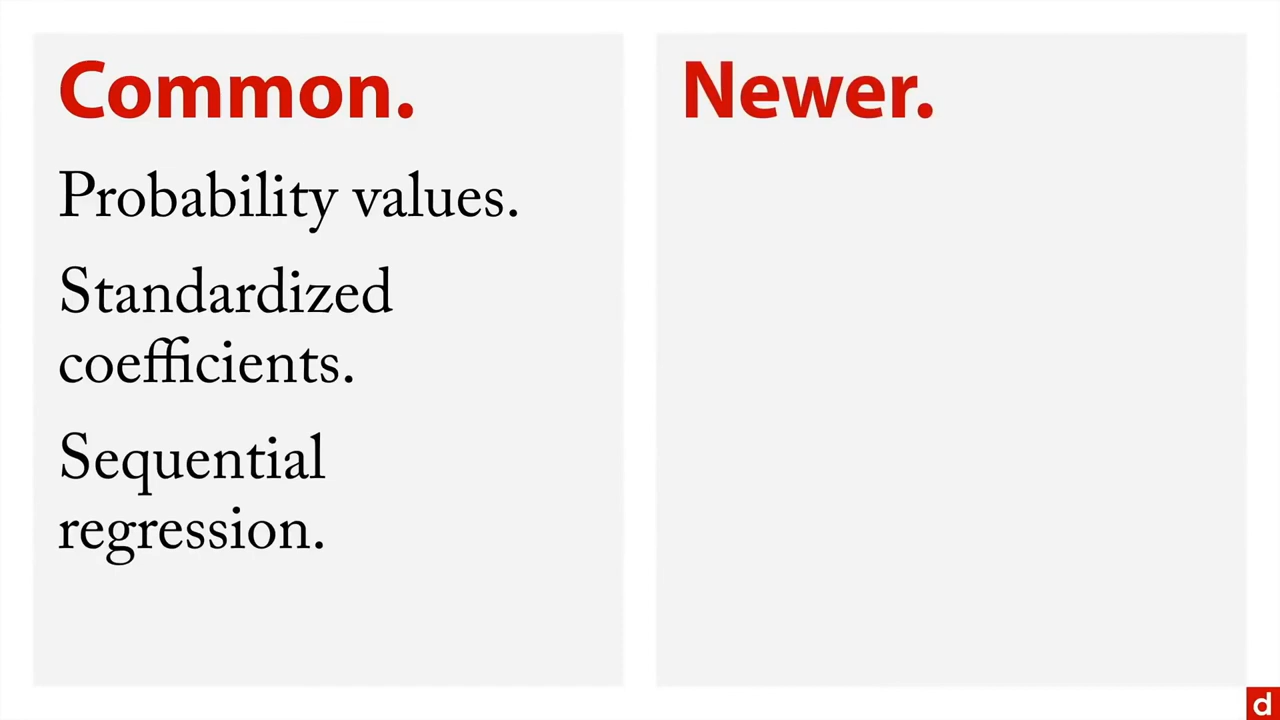 Common.
Probability values.
Standardized
coefficients.
Sequential
regression.
Newer.
d